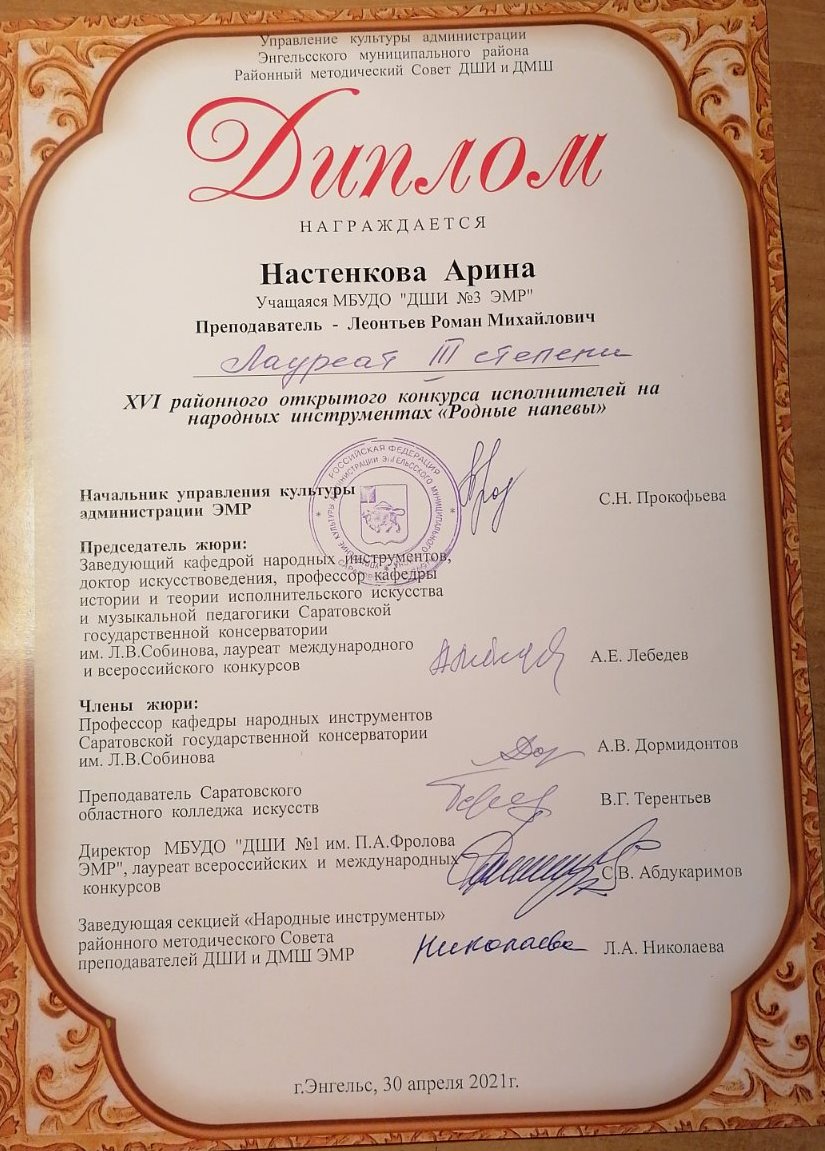 Управление культуры администрации
Энгельсского муниципального района
Районный методический Совет ДШИ и ДМШ
Диплом
НАГРАЖДАЕТСЯ
Настенкова Арина
Учащаяся МБУДО "ДШИ №3 ЭМР"
Преподаватель - Леонтьев Роман Михайлович
Лауреат III степени
XVI районного открытого конкурса исполнителей на
народных инструментах «Родные напевы»
РОССИЙСКАЯ ФЕДЕРАЦИЯ
Начальник управления культуры
администрации ЭМР
С.Н. Прокофьева
Председатель жюри:
Заведующий кафедрой народных инструментов,
доктор искусствоведения, профессор кафедры
истории и теории исполнительского искусства
и музыкальной педагогики Саратовской
государственной консерватории
им. Л.В.Собинова, лауреат международного
и всероссийского конкурсов
А.Е. Лебедев
Члены жюри:
Профессор кафедры народных инструментов
Саратовской государственной консерватории
им. Л.В.Собинова
А.В. Дормидонтов
Преподаватель Саратовского
областного колледжа искусств
В.Г. Терентьев
Директор МБУДО "ДШИ №1 им. П.А.Фролова
ЭМР", лауреат всероссийских и международных
конкурсов
С.В. Абдукаримов
Заведующая секцией «Народные инструменты»
районного методического Совета
преподавателей ДШИ и ДМШ ЭМР
Николаева
Л.А. Николаева
г.Энгельс, 30 апреля 2021г.